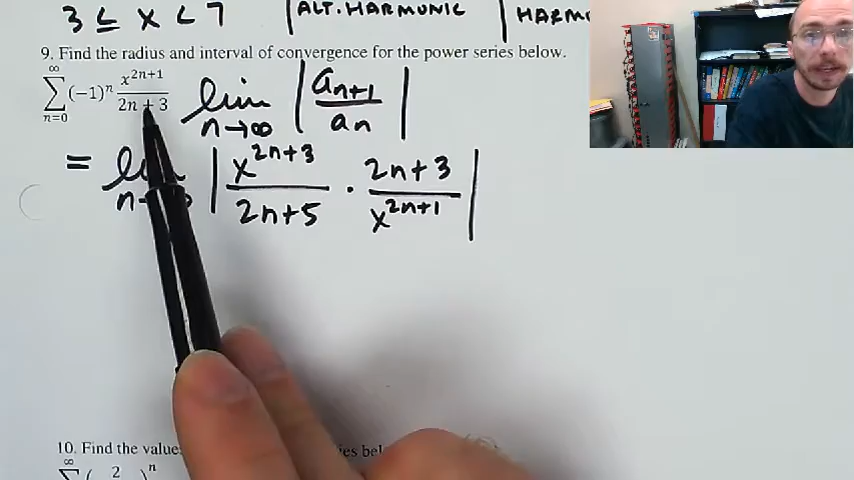 3 ≤ x < 7 | ALT. HARMONIC | HARM
9. Find the radius and interval of convergence for the power series below.
∞ ∑ n=0 (−1)^n x^{2n+1} / 2n + 3 lim n→∞ | a_{n+1} / a_n |
= n | x^{2n+3} / 2n+5 · 2n+3 / x^{2n+1} |
10. Find the value ies bel
∞ ( 2 ) n